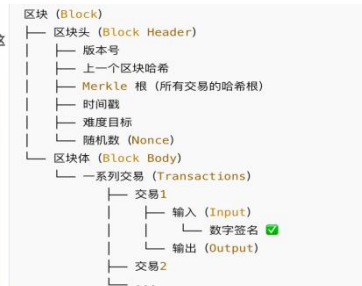 区块 (Block)
├── 区块头 (Block Header)
│ ├── 版本号
│ ├── 上一个区块哈希
│ ├── Merkle 根 (所有交易的哈希根)
│ ├── 时间戳
│ ├── 难度目标
│ └── 随机数 (Nonce)
└── 区块体 (Block Body)
└── 一系列交易 (Transactions)
├── 交易1
│ ├── 输入 (Input)
│ │ └── 数字签名 ✅
│ └── 输出 (Output)
├── 交易2
└── ...